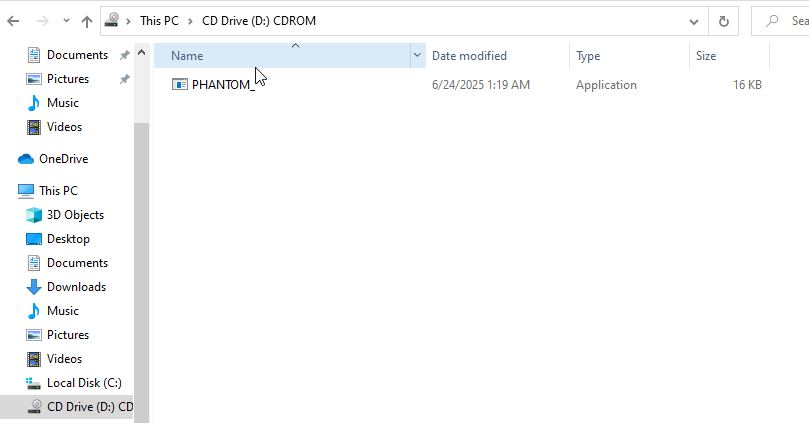 This PC > CD Drive (D:) CDROM
Sea
Documents
Pictures
Music
Videos
OneDrive
This PC
3D Objects
Desktop
Documents
Downloads
Music
Pictures
Videos
Local Disk (C:)
CD Drive (D:) CD
Name Date modified Type Size
PHANTOM_ 6/24/2025 1:19 AM Application 16 KB